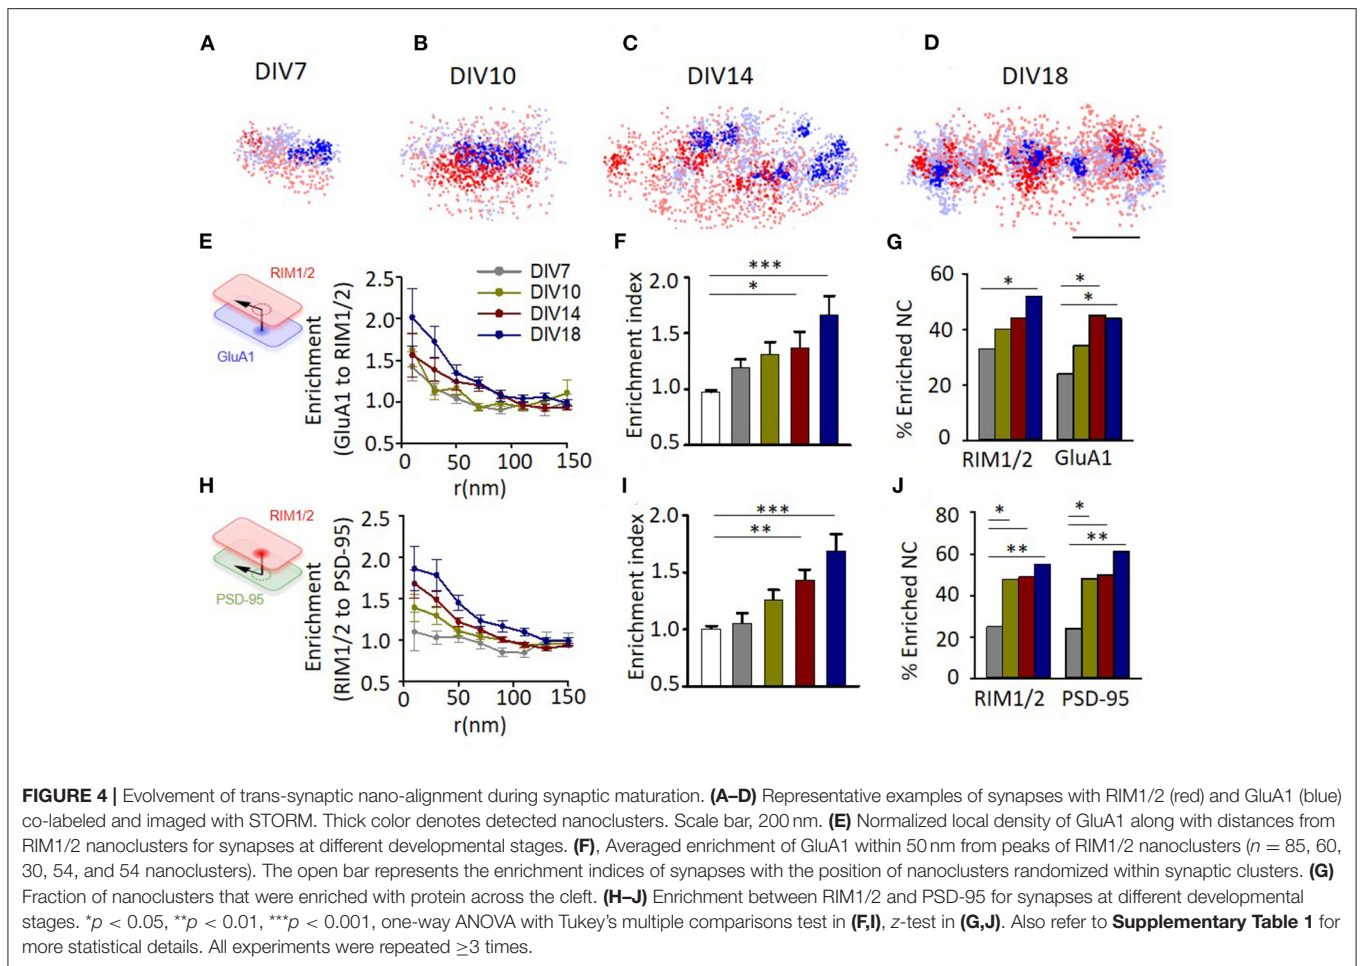 A
B
C
D
DIV7
DIV10
DIV14
DIV18
E
RIM1/2
GluA1
Enrichment
(GluA1 to RIM1/2)
2.5
2.0
1.5
1.0
0.5
0
50
100
150
r(nm)
DIV7
DIV10
DIV14
DIV18
F
Enrichment index
2.0
1.5
1.0
0.5
***
*
G
% Enriched NC
60
40
20
0
*
*
*
RIM1/2
GluA1
H
RIM1/2
PSD-95
Enrichment
(RIM1/2 to PSD-95)
2.5
2.0
1.5
1.0
0.5
0
50
100
150
r(nm)
I
Enrichment index
2.0
1.5
1.0
0.5
***
**
J
% Enriched NC
80
60
40
20
0
*
**
*
**
RIM1/2
PSD-95
FIGURE 4 | Evolvement of trans-synaptic nano-alignment during synaptic maturation. (A–D) Representative examples of synapses with RIM1/2 (red) and GluA1 (blue)
co-labeled and imaged with STORM. Thick color denotes detected nanoclusters. Scale bar, 200 nm. (E) Normalized local density of GluA1 along with distances from
RIM1/2 nanoclusters for synapses at different developmental stages. (F), Averaged enrichment of GluA1 within 50 nm from peaks of RIM1/2 nanoclusters (n = 85, 60,
30, 54, and 54 nanoclusters). The open bar represents the enrichment indices of synapses with the position of nanoclusters randomized within synaptic clusters. (G)
Fraction of nanoclusters that were enriched with protein across the cleft. (H–J) Enrichment between RIM1/2 and PSD-95 for synapses at different developmental
stages. *p < 0.05, **p < 0.01, ***p < 0.001, one-way ANOVA with Tukey's multiple comparisons test in (F,I), z-test in (G,J). Also refer to Supplementary Table 1 for
more statistical details. All experiments were repeated ≥3 times.